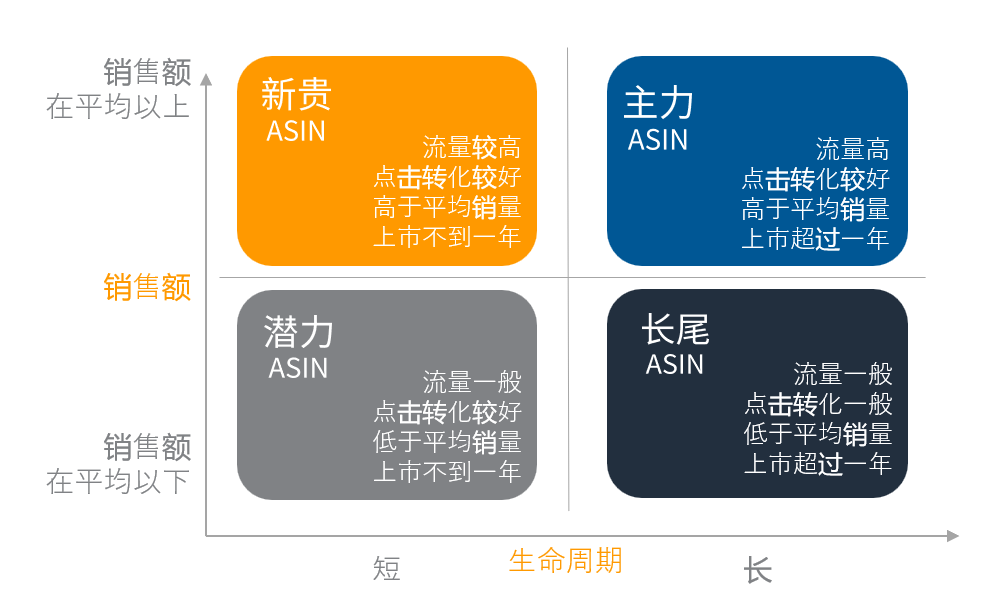 销售额
在平均以上
新贵
ASIN
流量较高
点击转化较好
高于平均销量
上市不到一年
主力
ASIN
流量高
点击转化较好
高于平均销量
上市超过一年
销售额
潜力
ASIN
流量一般
点击转化较好
低于平均销量
上市不到一年
长尾
ASIN
流量一般
点击转化一般
低于平均销量
上市超过一年
销售额
在平均以下
短
生命周期
长